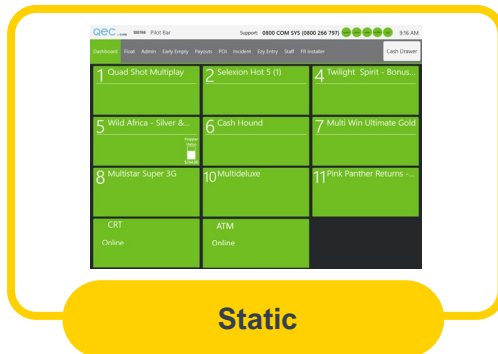 qec
Pilot Bar
Support: 0800 COM SYS (0800 266 797)
9:16 AM
Dashboard Float Admin Early Empty Payouts POI Incident Ezy Entry Staff FR Installer
Cash Drawer
1 Quad Shot Multiplay
2 Selexion Hot 5 (1)
4 Twilight Spirit - Bonus...
5 Wild Africa - Silver &...
6 Cash Hound
7 Multi Win Ultimate Gold
8 Multistar Super 3G
10 Multideluxe
11 Pink Panther Returns -...
CRT
Online
ATM
Online
Static